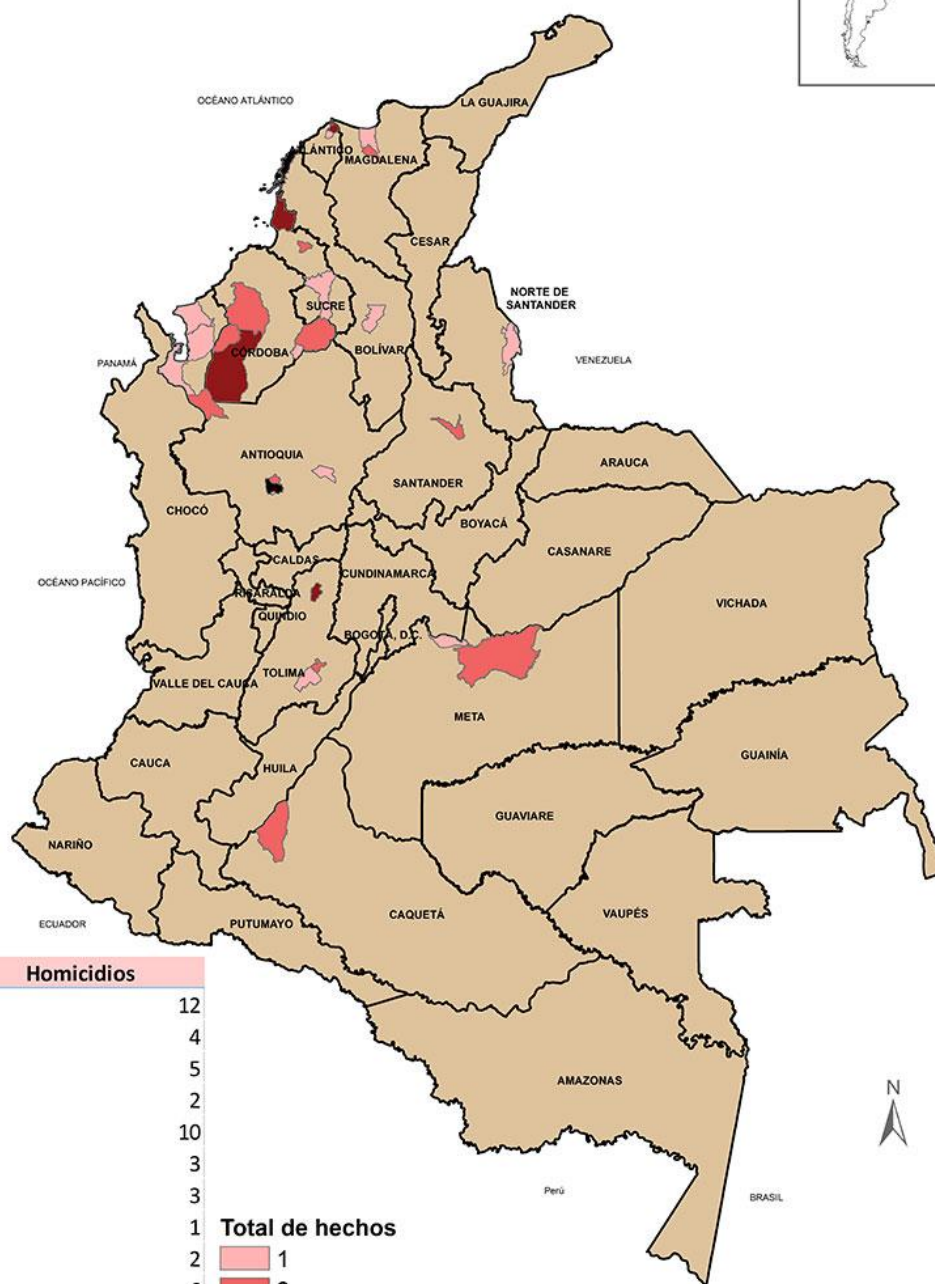 OCÉANO ATLÁNTICO
LA GUAJIRA
ATLÁNTICO
MAGDALENA
CESAR
NORTE DE
SANTANDER
SUCRE
PANAMÁ
CÓRDOBA
BOLÍVAR
VENEZUELA
ANTIOQUIA
ARAUCA
SANTANDER
CHOCÓ
BOYACÁ
CASANARE
CALDAS
OCÉANO PACÍFICO
CUNDINAMARCA
RISARALDA
VICHADA
QUINDIO
BOGOTÁ, D.C.
TOLIMA
VALLE DEL CAUCA
META
CAUCA
HUILA
GUAINÍA
GUAVIARE
NARIÑO
CAQUETÁ
VAUPÉS
ECUADOR
PUTUMAYO
Homicidios
12
4
5
2
10
3
3
1
2
AMAZONAS
N
Perú
BRASIL
Total de hechos
1